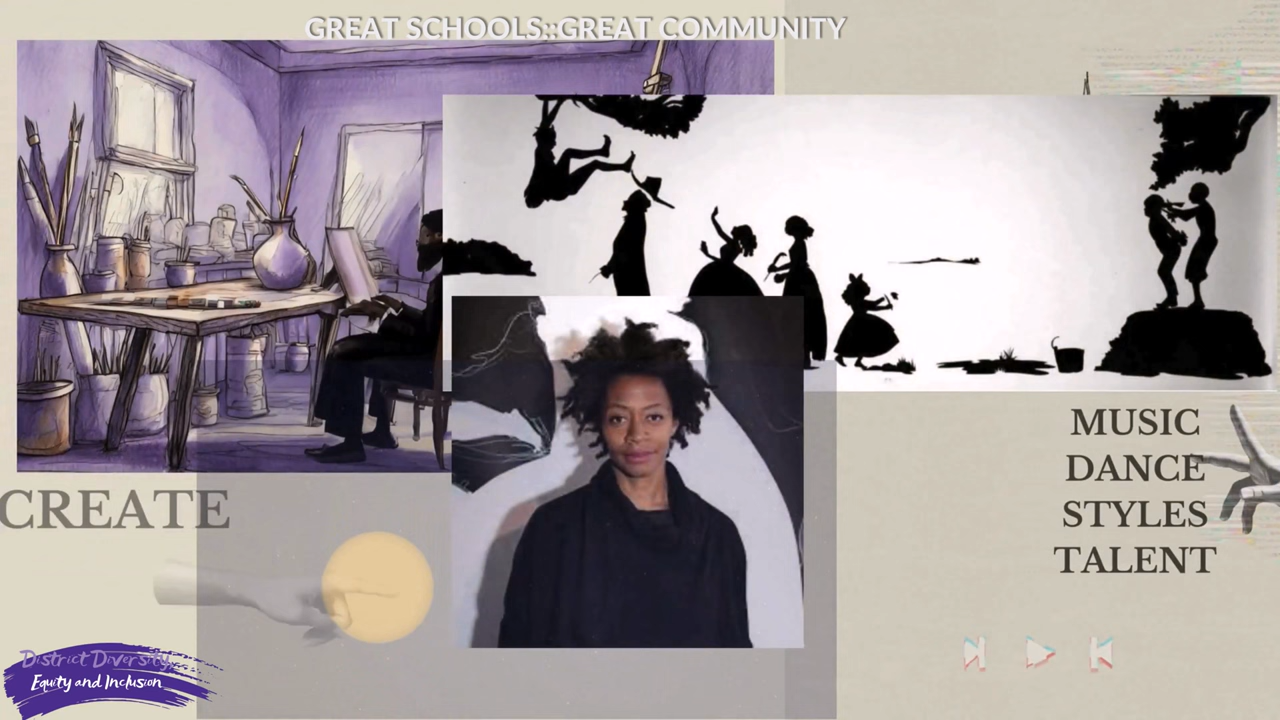 GREAT SCHOOLS::GREAT COMMUNITY
CREATE
MUSIC
DANCE
STYLES
TALENT
District Diversity,
Equity and Inclusion